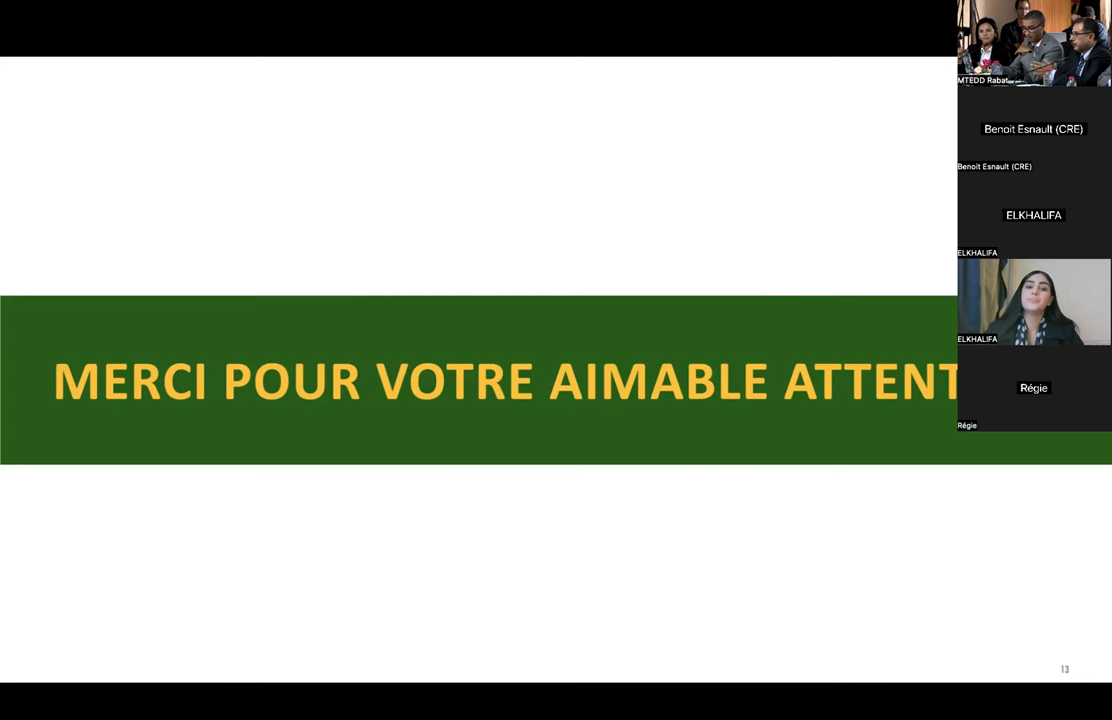 MTEDD Rabat
Benoit Esnault (CRE)
Benoit Esnault (CRE)
ELKHALIFA
ELKHALIFA
ELKHALIFA
MERCI POUR VOTRE AIMABLE ATTENT
Régie
Régie
13